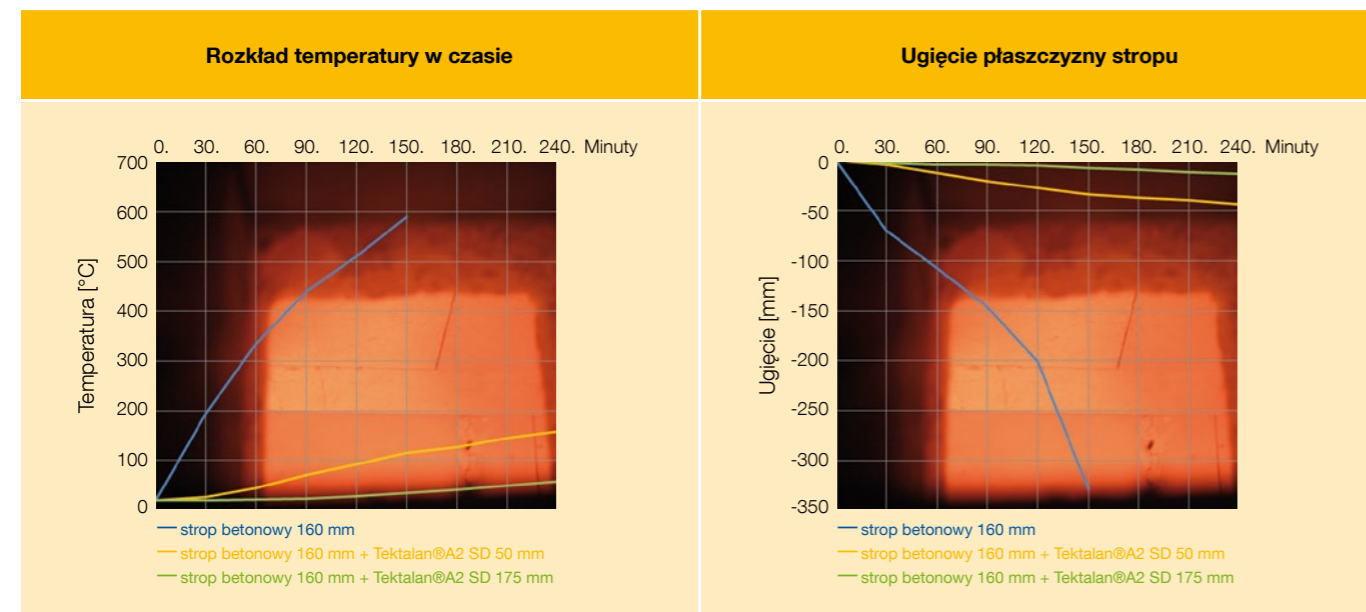 Rozkład temperatury w czasie
Ugięcie płaszczyzny stropu
0. 30. 60. 90. 120. 150. 180. 210. 240. Minuty
700
600
500
400
300
200
100
0
Temperatura [°C]
strop betonowy 160 mm
strop betonowy 160 mm + Tektalan®A2 SD 50 mm
strop betonowy 160 mm + Tektalan®A2 SD 175 mm
0. 30. 60. 90. 120. 150. 180. 210. 240. Minuty
0
-50
-100
-150
-200
-250
-300
-350
Ugięcie [mm]
strop betonowy 160 mm
strop betonowy 160 mm + Tektalan®A2 SD 50 mm
strop betonowy 160 mm + Tektalan®A2 SD 175 mm